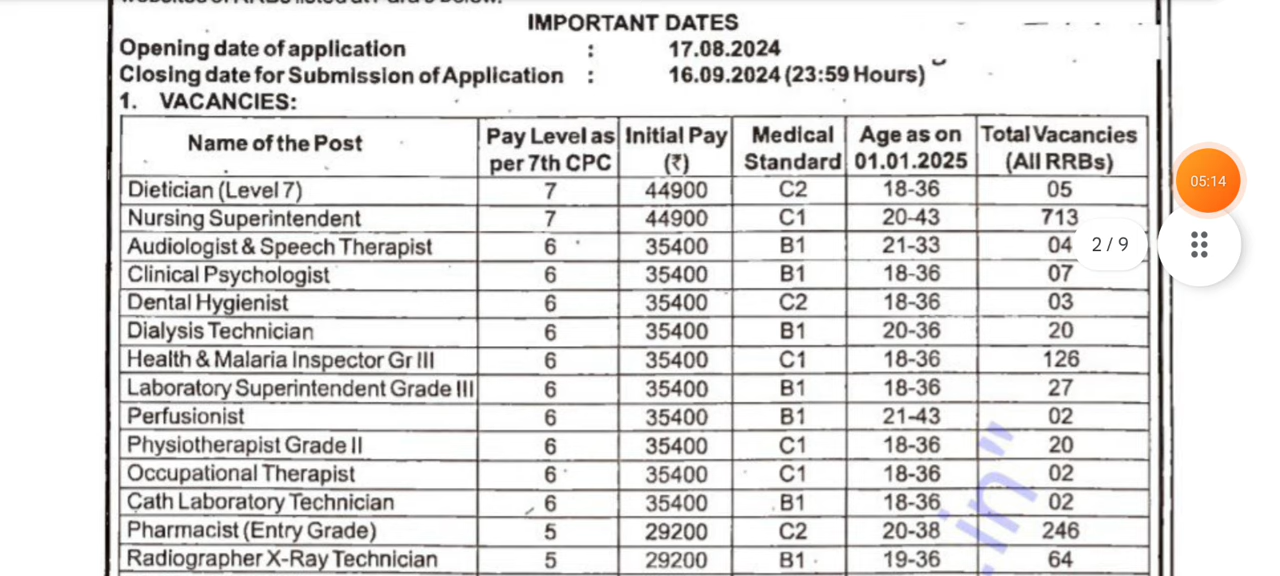 IMPORTANT DATES
Opening date of application : 17.08.2024
Closing date for Submission of Application : 16.09.2024 (23:59 Hours)
1. VACANCIES:
Name of the Post Pay Level as per 7th CPC Initial Pay (₹) Medical Standard Age as on 01.01.2025 Total Vacancies (All RRBs)
Dietician (Level 7) 7 44900 C2 18-36 05
Nursing Superintendent 7 44900 C1 20-43 713
Audiologist & Speech Therapist 6 35400 B1 21-33 04
Clinical Psychologist 6 35400 B1 18-36 07
Dental Hygienist 6 35400 C2 18-36 03
Dialysis Technician 6 35400 B1 20-36 20
Health & Malaria Inspector Gr III 6 35400 C1 18-36 126
Laboratory Superintendent Grade III 6 35400 B1 18-36 27
Perfusionist 6 35400 B1 21-43 02
Physiotherapist Grade II 6 35400 C1 18-36 20
Occupational Therapist 6 35400 C1 18-36 02
Cath Laboratory Technician 6 35400 B1 18-36 02
Pharmacist (Entry Grade) 5 29200 C2 20-38 246
Radiographer X-Ray Technician 5 29200 B1 19-36 64
05:14
2 / 9
.in"